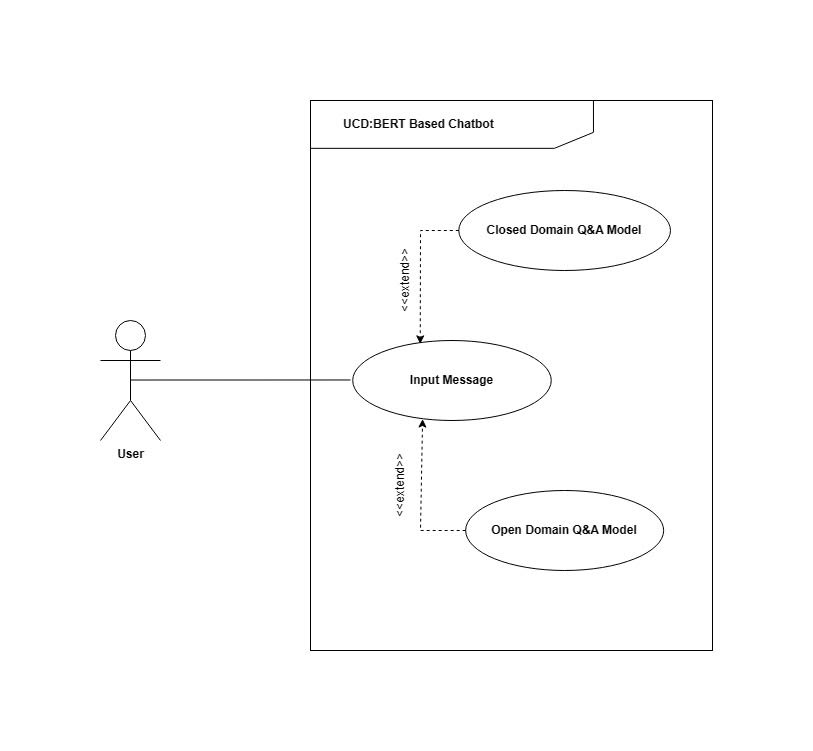 UCD:BERT Based Chatbot
Closed Domain Q&A Model
<<extend>>
Input Message
User
<<extend>>
Open Domain Q&A Model